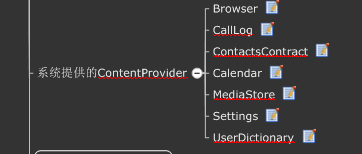 Browser
CallLog
ContactsContract
系统提供的ContentProvider
Calendar
MediaStore
Settings
UserDictionary